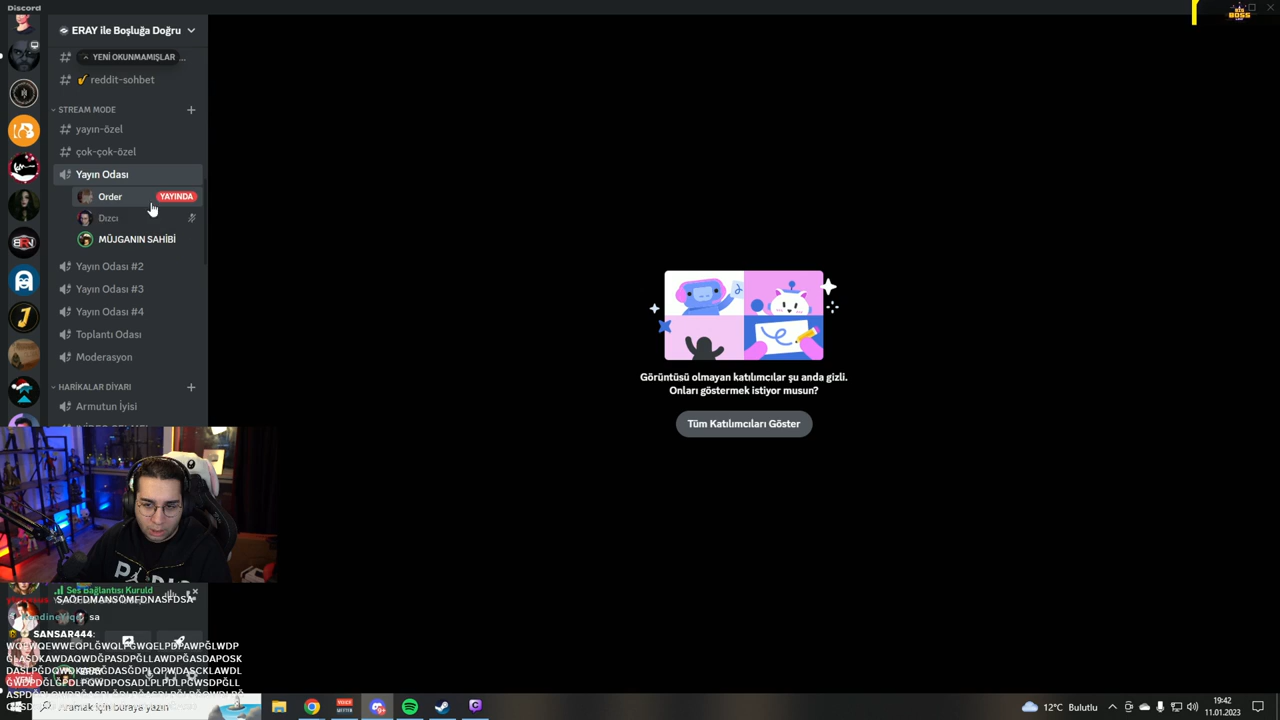 Discord
ERAY ile Boşluğa Doğru
YENİ OKUNMAMIŞLAR ...
reddit-sohbet
STREAM MODE
yayın-özel
çok-çok-özel
Yayın Odası
Order YAYINDA
Dızcı
MÜJGANIN SAHİBİ
Yayın Odası #2
Yayın Odası #3
Yayın Odası #4
Toplantı Odası
Moderasyon
HARİKALAR DİYARI
Armutun İyisi
Görüntüsü olmayan katılımcılar şu anda gizli.
Onları göstermek istiyor musun?
Tüm Katılımcıları Göster
BOSS
Ses Bağlantısı Kuruldu
SAÖFDMANSÖMFDNASFDSA
sa
SANSAR444:
Aramak için buraya yazın
12°C Bulutlu
19:42
11.01.2023